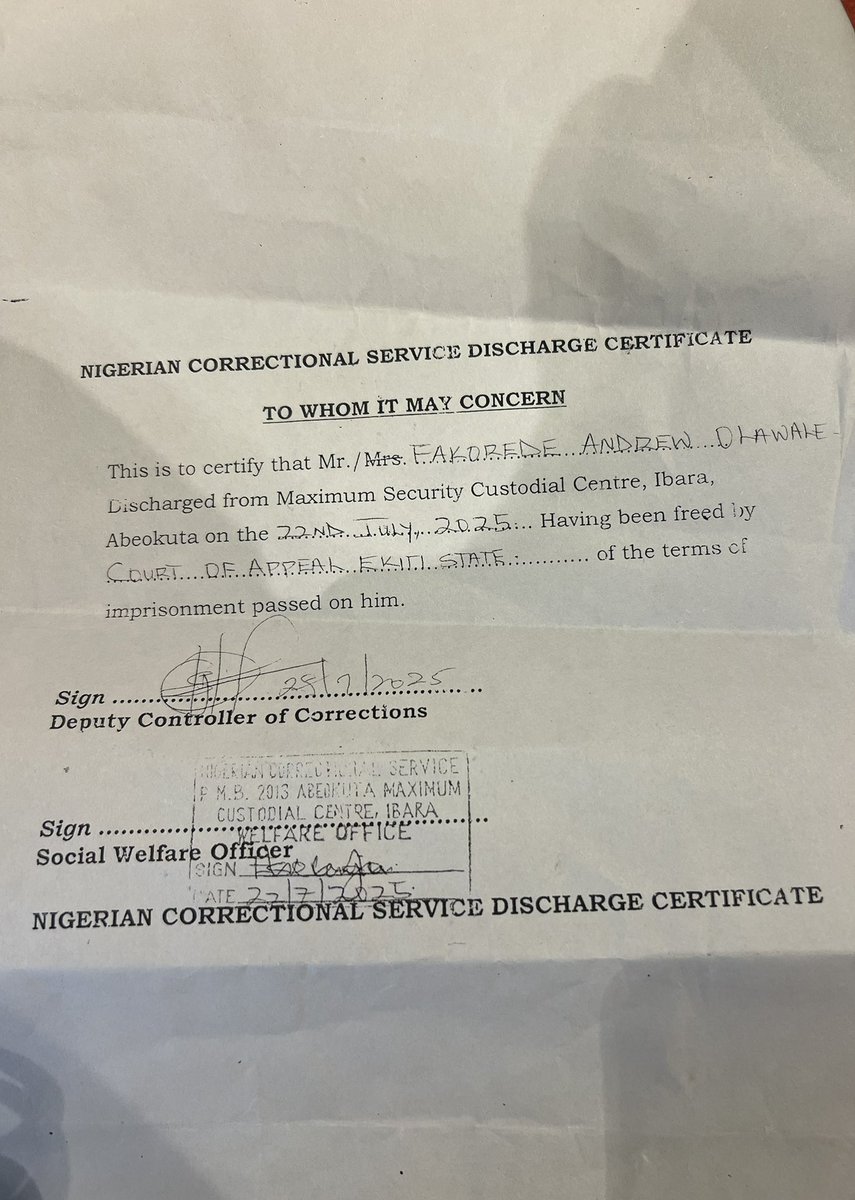 NIGERIAN CORRECTIONAL SERVICE DISCHARGE CERTIFICATE
TO WHOM IT MAY CONCERN
This is to certify that Mr./Mrs. FAKOREDE ANDREW OLAWALE
Discharged from Maximum Security Custodial Centre, Ibara,
Abeokuta on the 22ND JULY, 2025... Having been freed by
COURT OF APPEAL EKITI STATE.......... of the terms of
imprisonment passed on him.
Sign .................... /7/2025
Deputy Controller of Corrections
NIGERIAN CORRECTIONAL SERVICE
P.M.B. 2013 ABEOKUTA MAXIMUM
CUSTODIAL CENTRE, IBARA
Sign ....................
WELFARE OFFICE
Social Welfare Officer
SIGN
DATE 22/7/2025
NIGERIAN CORRECTIONAL SERVICE DISCHARGE CERTIFICATE